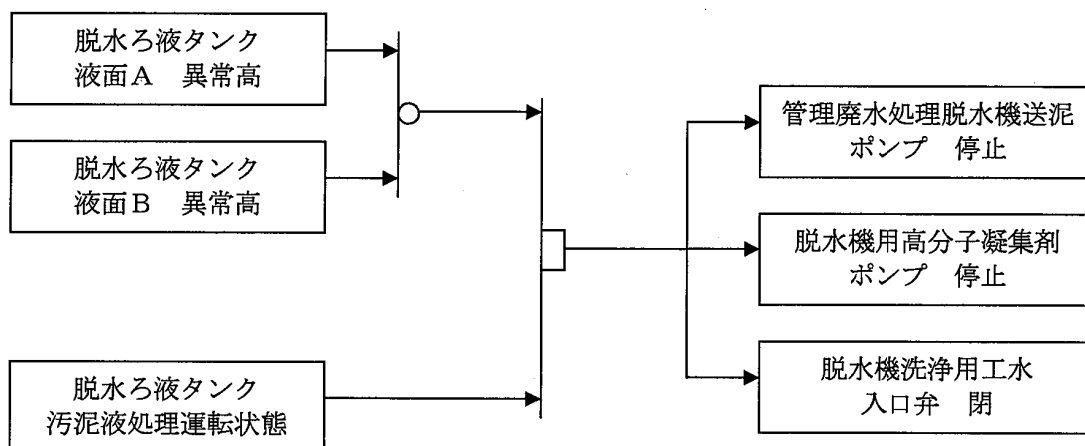 脱水ろ液タンク
液面A 異常高
脱水ろ液タンク
液面B 異常高
脱水ろ液タンク
汚泥液処理運転状態
管理廃水処理脱水機送泥
ポンプ 停止
脱水機用高分子凝集剤
ポンプ 停止
脱水機洗浄用工水
入口弁 閉